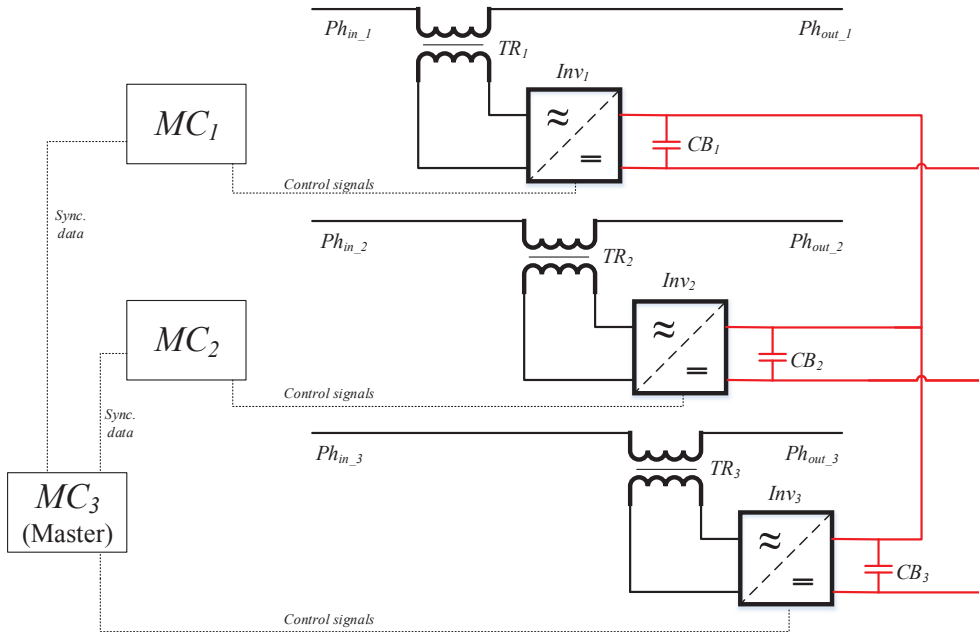 Ph_in_1
Ph_out_1
TR_1
Inv_1
MC_1
CB_1
Control signals
Sync.
data
Ph_in_2
Ph_out_2
TR_2
Inv_2
MC_2
CB_2
Control signals
Sync.
data
Ph_in_3
Ph_out_3
TR_3
Inv_3
MC_3
(Master)
CB_3
Control signals